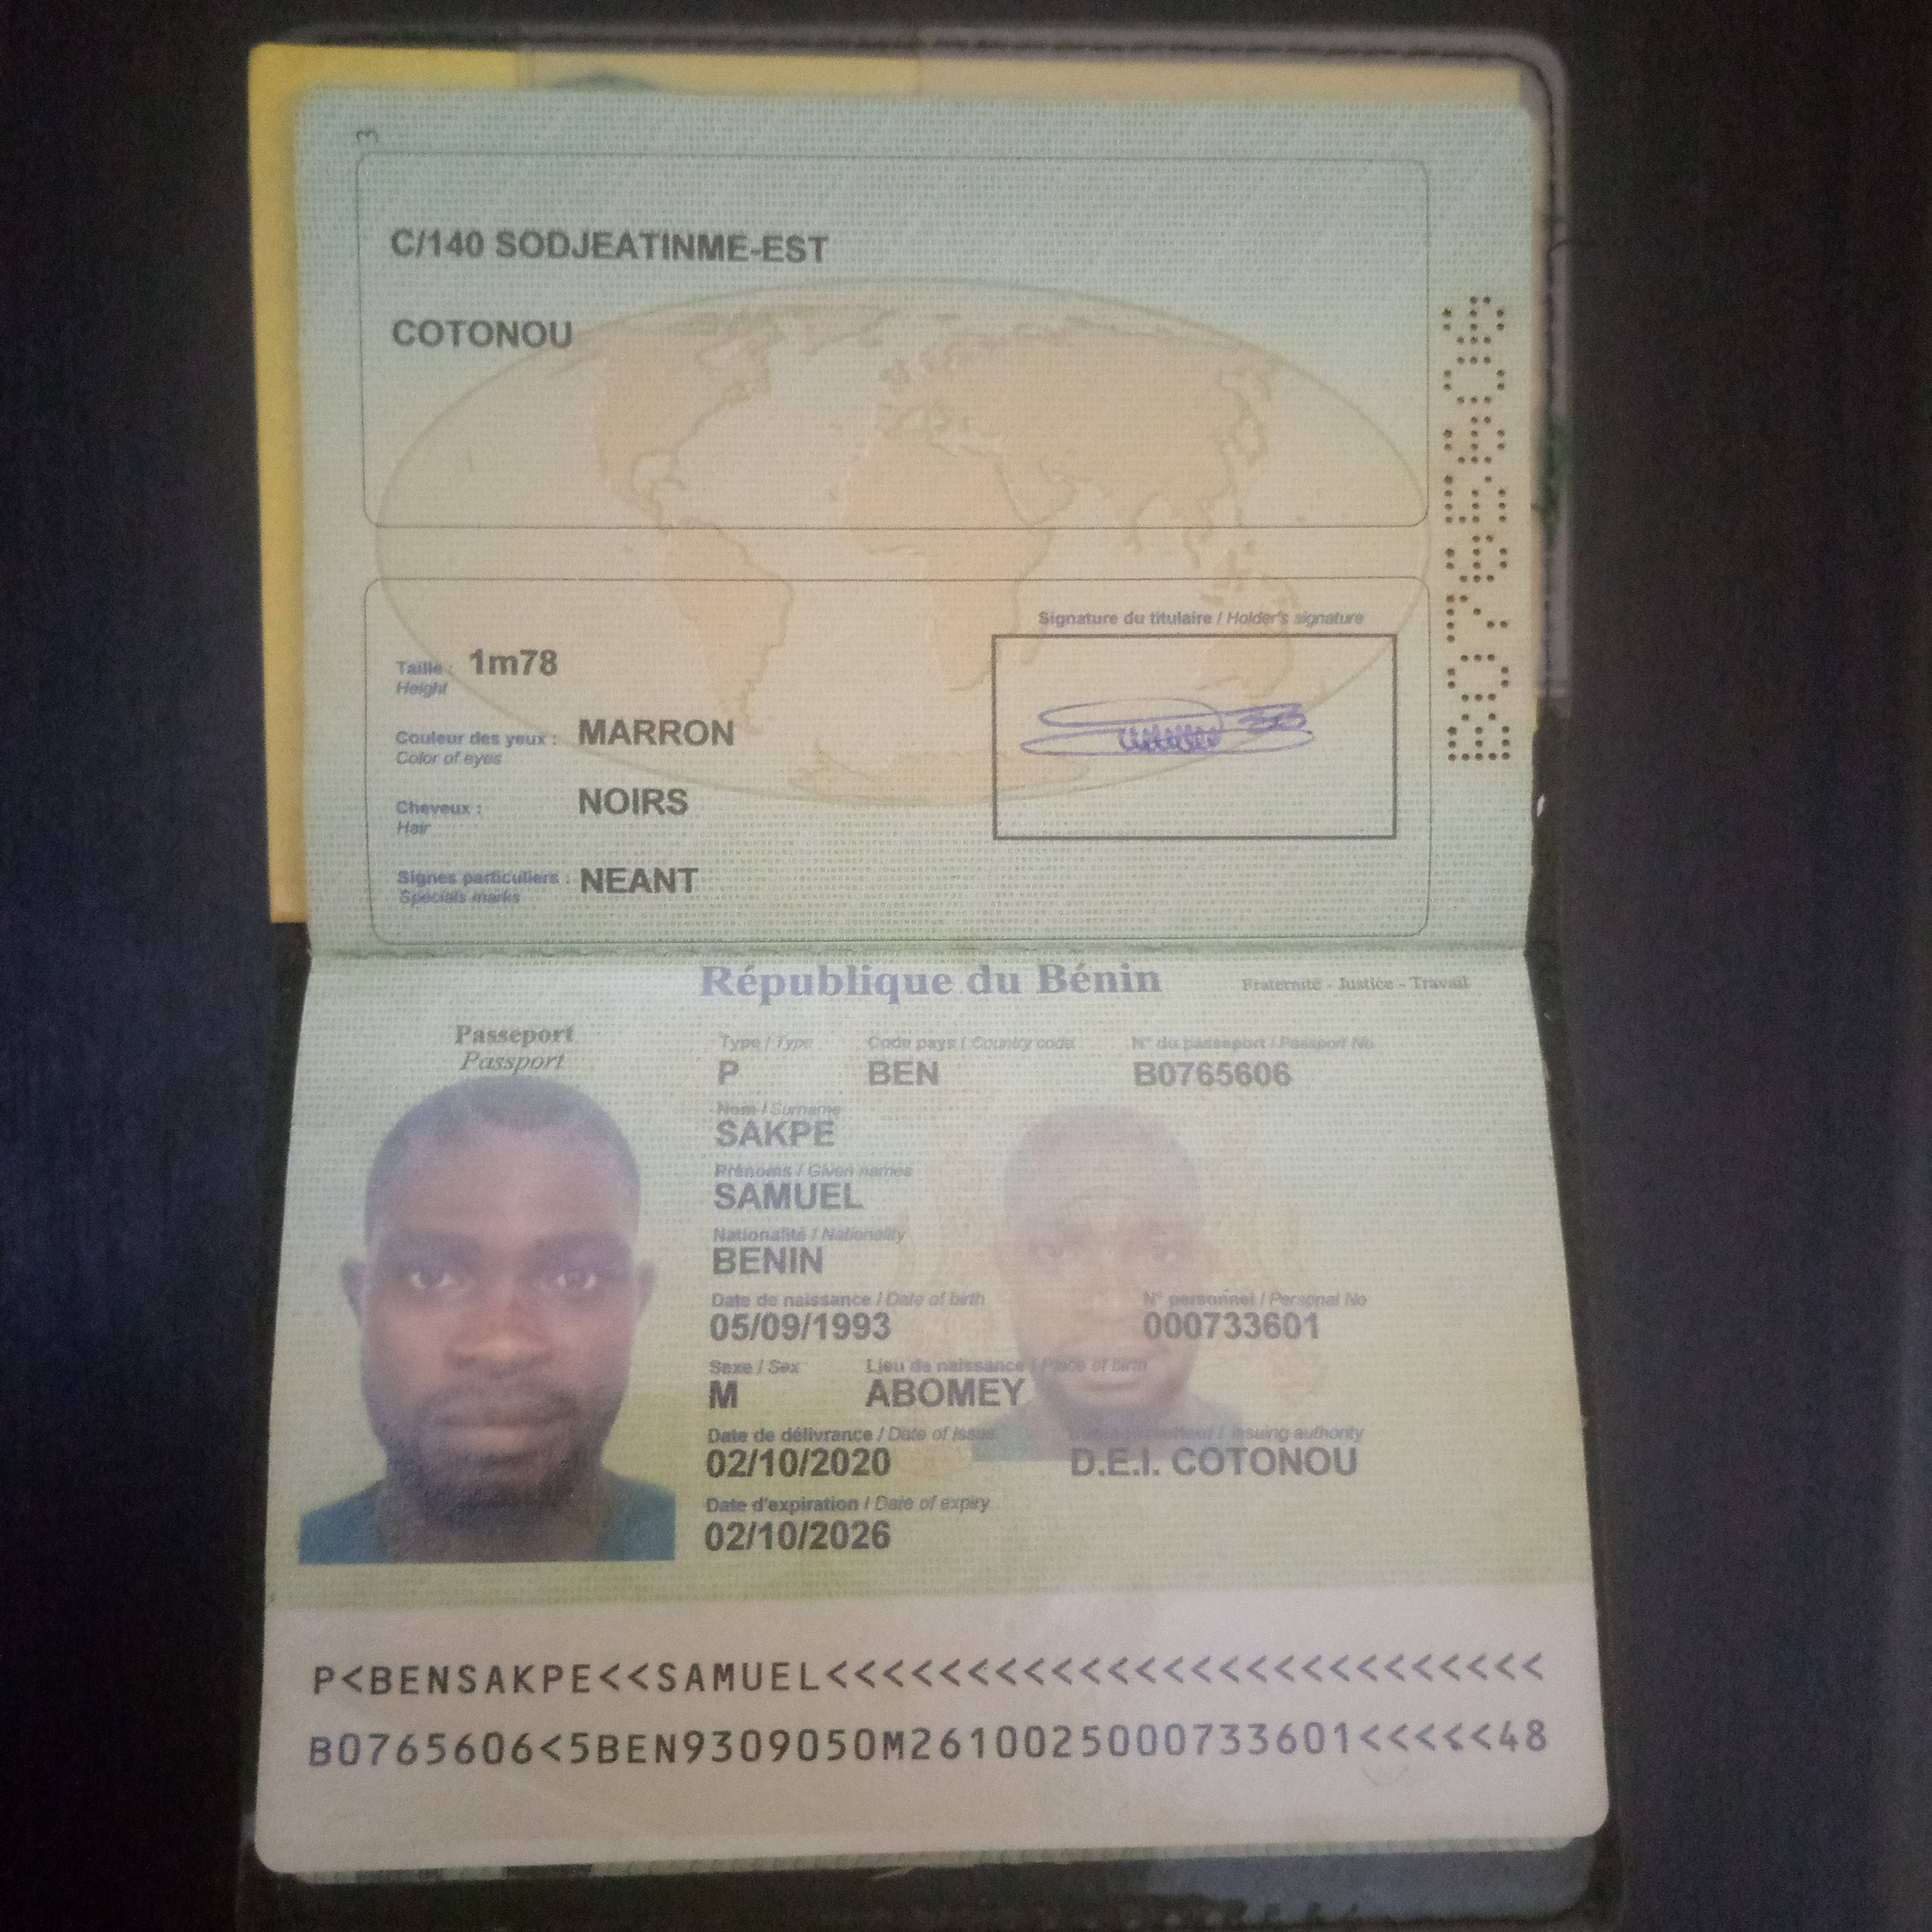 3
C/140 SODJEATINME-EST
COTONOU
B0765606
Signature du titulaire / Holder's signature
Taille : 1m78
Height
Couleur des yeux : MARRON
Color of eyes
Cheveux : NOIRS
Hair
Signes particuliers : NEANT
Specials marks
République du Bénin
Fraternité - Justice - Travail
Passeport
Passport
Type / Type Code pays / Country code N° du passeport / Passport No
P BEN B0765606
Nom / Surname
SAKPE
Prénoms / Given names
SAMUEL
Nationalité / Nationality
BENIN
Date de naissance / Date of birth N° personnel / Personal No
05/09/1993 000733601
Sexe / Sex Lieu de naissance / Place of birth
M ABOMEY
Date de délivrance / Date of issue / Issuing authority
02/10/2020 D.E.I. COTONOU
Date d'expiration / Date of expiry
02/10/2026
P<BENSAKPE<<SAMUEL<<<<<<<<<<<<<<<<<<<<<<<<<<
B0765606<5BEN9309050M2610025000733601<<<<<48